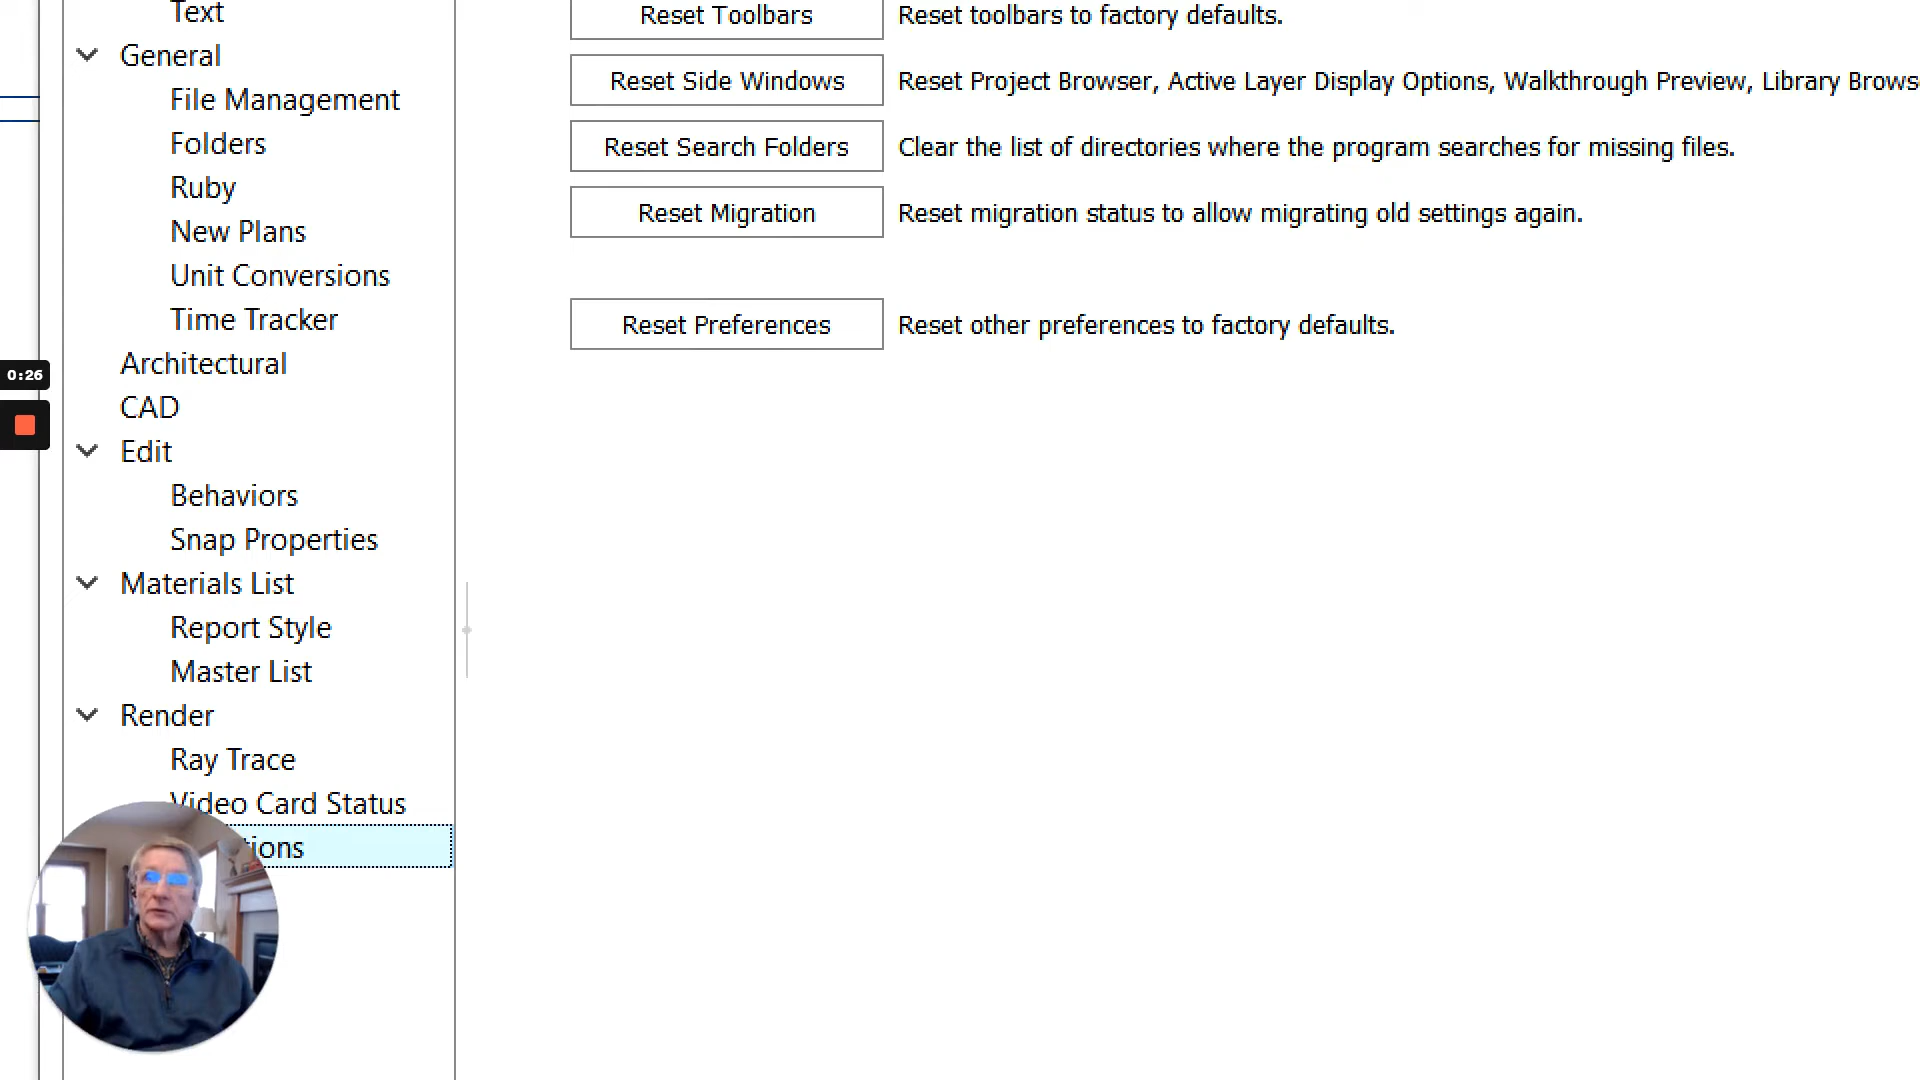 Text
Reset Toolbars Reset toolbars to factory defaults.
General
Reset Side Windows Reset Project Browser, Active Layer Display Options, Walkthrough Preview, Library Brows
File Management
Folders
Reset Search Folders Clear the list of directories where the program searches for missing files.
Ruby
Reset Migration Reset migration status to allow migrating old settings again.
New Plans
Unit Conversions
Time Tracker
Reset Preferences Reset other preferences to factory defaults.
Architectural
0:26
CAD
Edit
Behaviors
Snap Properties
Materials List
Report Style
Master List
Render
Ray Trace
Video Card Status
tions